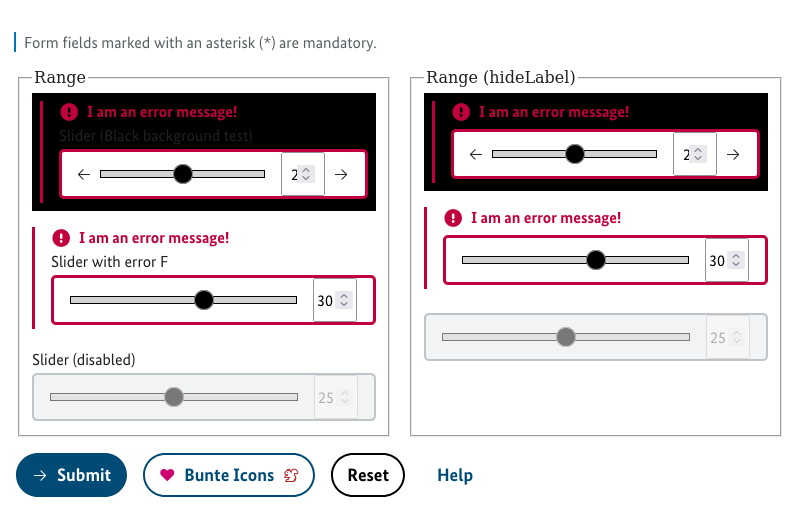 Form fields marked with an asterisk (*) are mandatory.
Range
I am an error message!
Slider (Black background test)
2
I am an error message!
Slider with error F
30
Slider (disabled)
25
Range (hideLabel)
I am an error message!
2
I am an error message!
30
25
Submit
Bunte Icons
Reset
Help